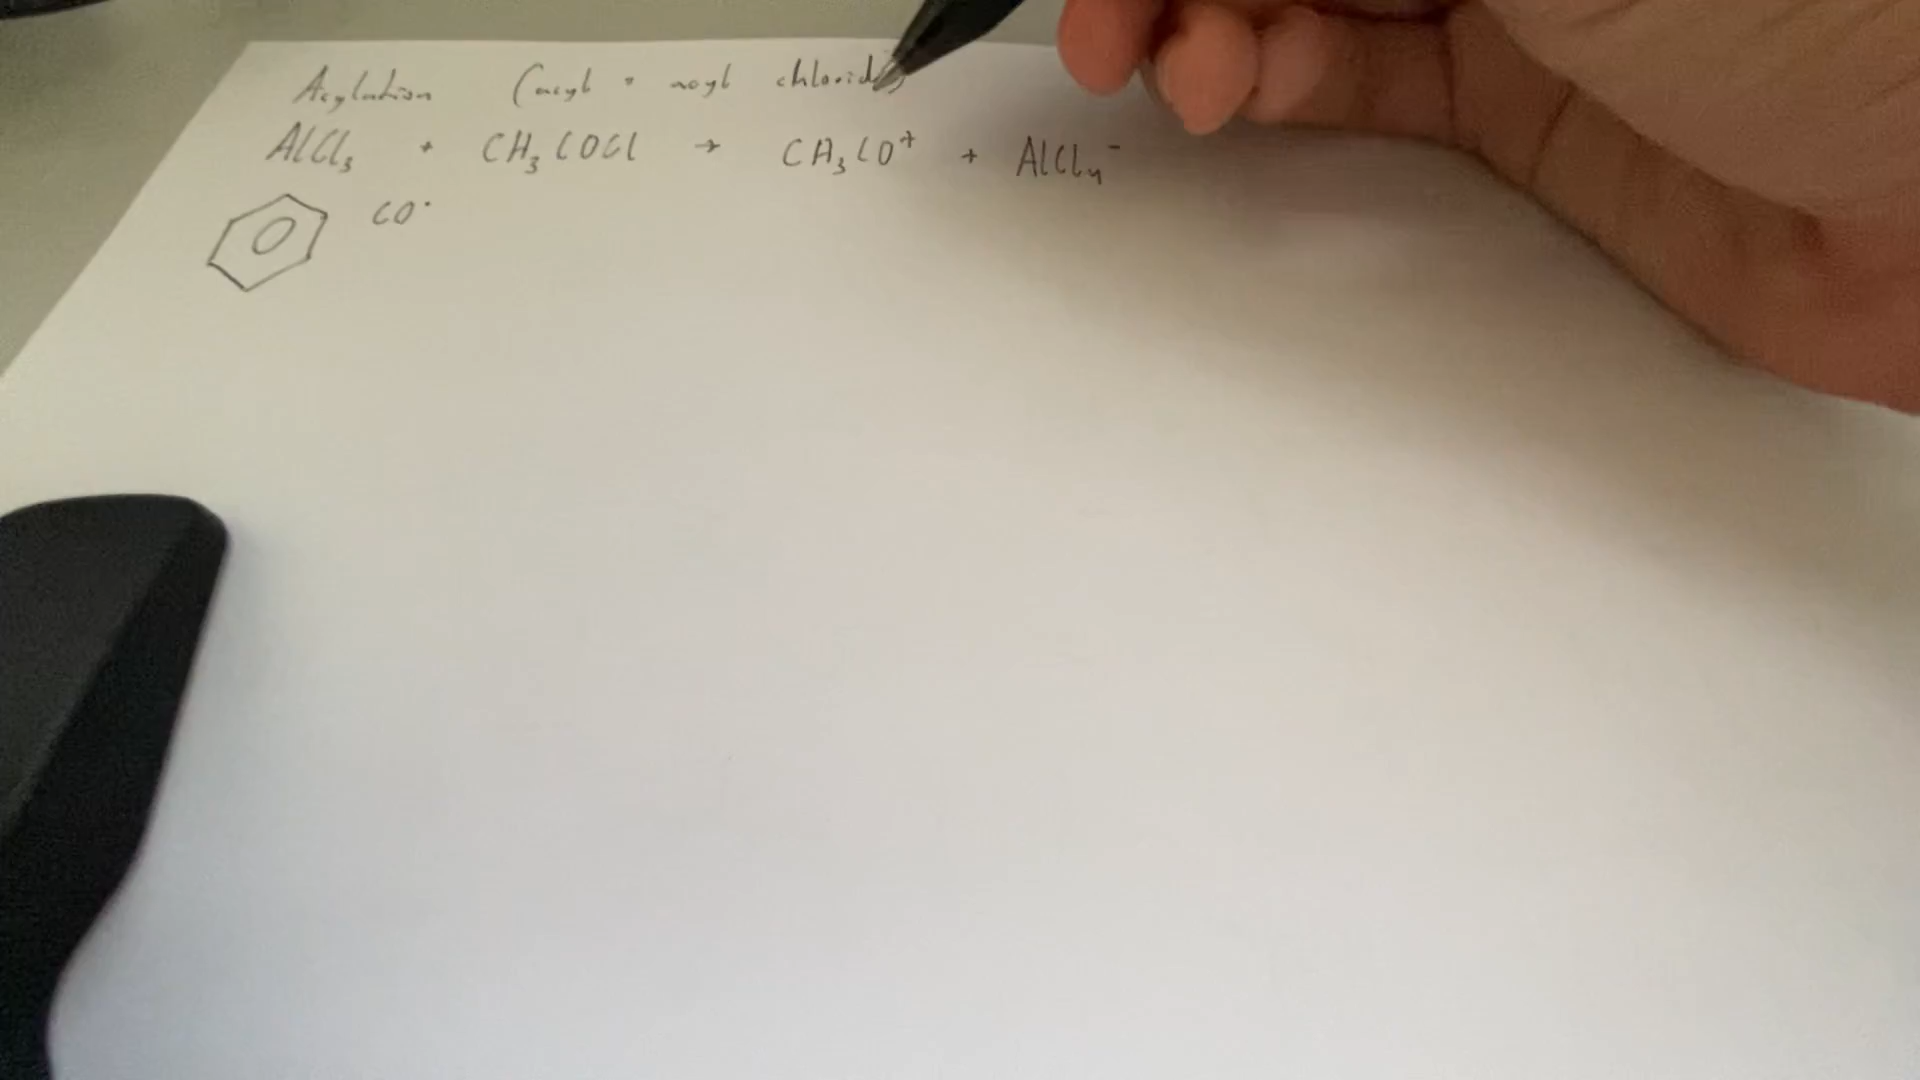 Acylation (acyl = acyl chloride)
AlCl₃ + CH₃COCl → CH₃CO⁺ + AlCl₄⁻
CO⁺